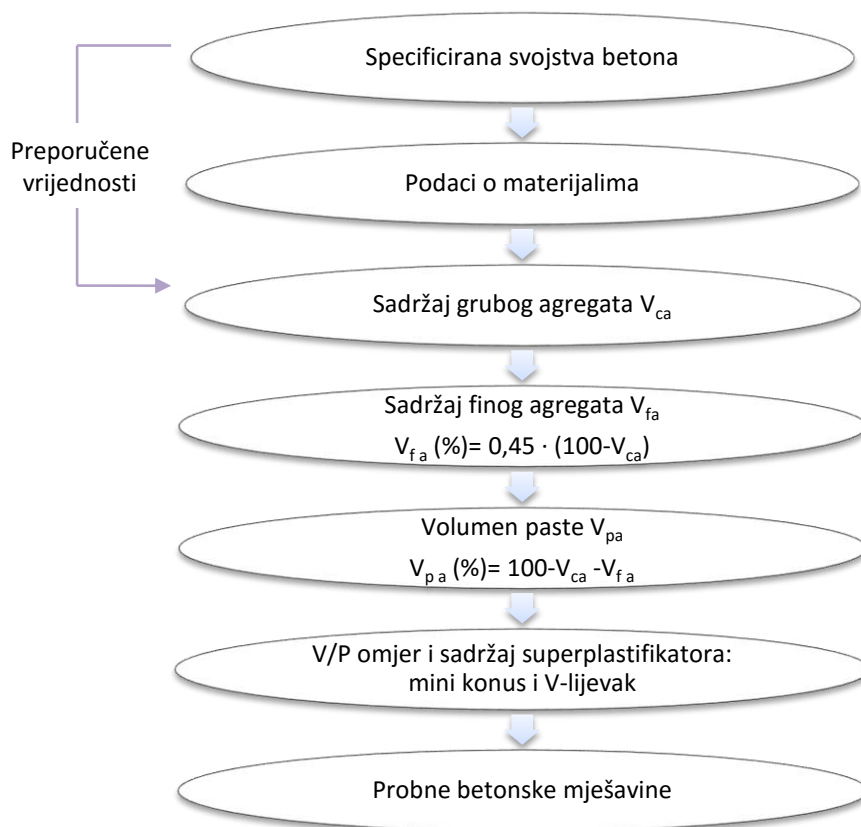 Specificirana svojstva betona
Preporučene
vrijednosti
Podaci o materijalima
Sadržaj grubog agregata Vca
Sadržaj finog agregata Vfa
Vf a (%)= 0,45 · (100-Vca)
Volumen paste Vpa
Vp a (%)= 100-Vca -Vf a
V/P omjer i sadržaj superplastifikatora:
mini konus i V-lijevak
Probne betonske mješavine